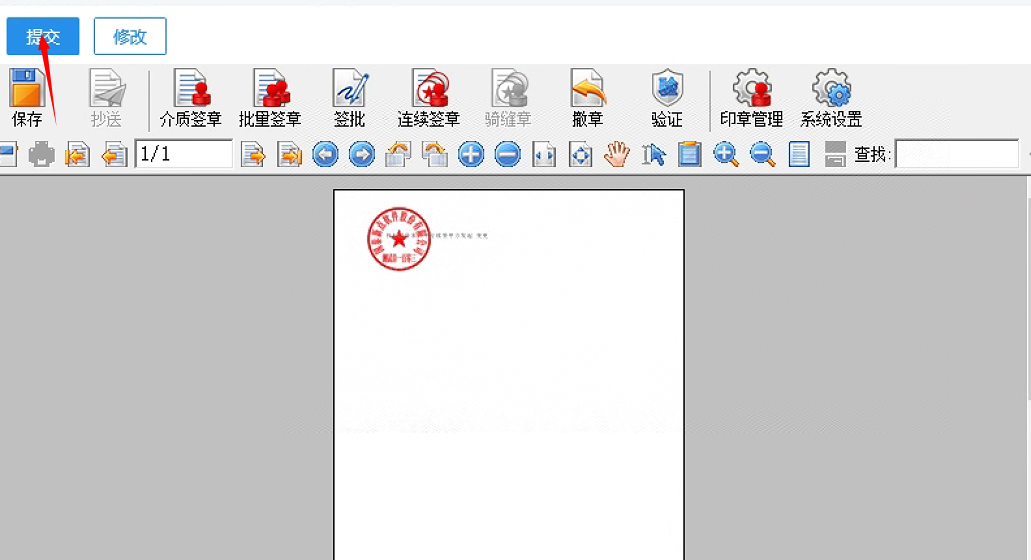 提交 修改
保存 抄送 介质签章 批量签章 签批 连续签章 骑缝章 撤章 验证 印章管理 系统设置
1/1 查找: